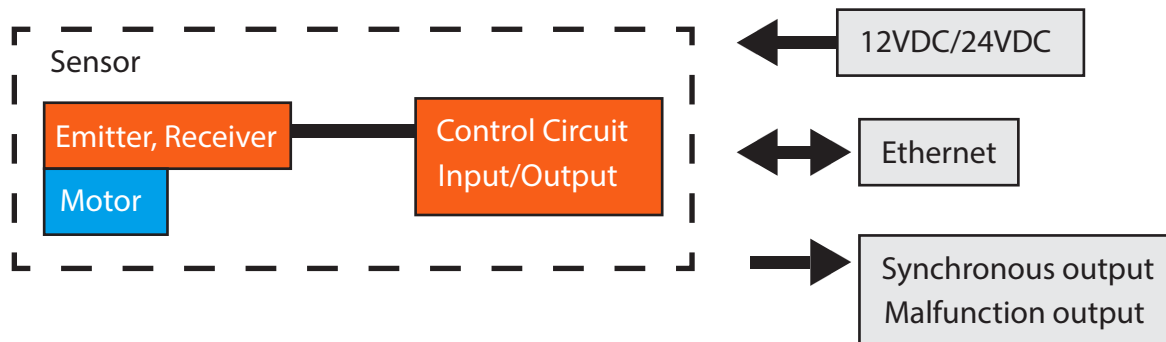 Sensor
Emitter, Receiver
Motor
Control Circuit
Input/Output
12VDC/24VDC
Ethernet
Synchronous output
Malfunction output